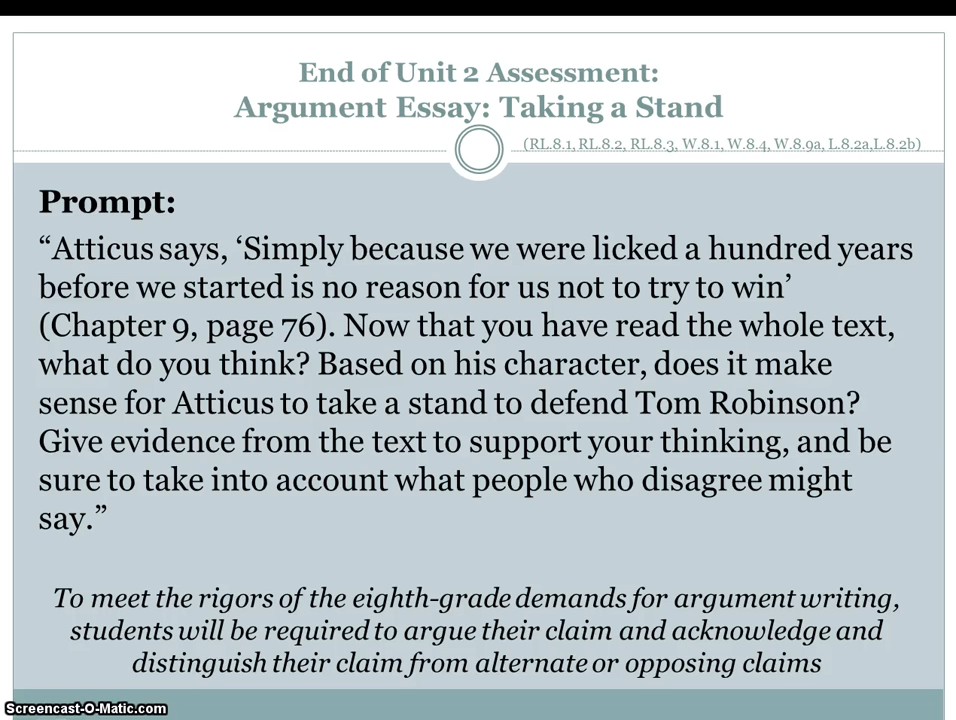 End of Unit 2 Assessment:
Argument Essay: Taking a Stand
(RL.8.1, RL.8.2, RL.8.3, W.8.1, W.8.4, W.8.9a, L.8.2a,L.8.2b)
Prompt:
“Atticus says, ‘Simply because we were licked a hundred years
before we started is no reason for us not to try to win’
(Chapter 9, page 76). Now that you have read the whole text,
what do you think? Based on his character, does it make
sense for Atticus to take a stand to defend Tom Robinson?
Give evidence from the text to support your thinking, and be
sure to take into account what people who disagree might
say.”
To meet the rigors of the eighth-grade demands for argument writing,
students will be required to argue their claim and acknowledge and
distinguish their claim from alternate or opposing claims
Screencast-O-Matic.com